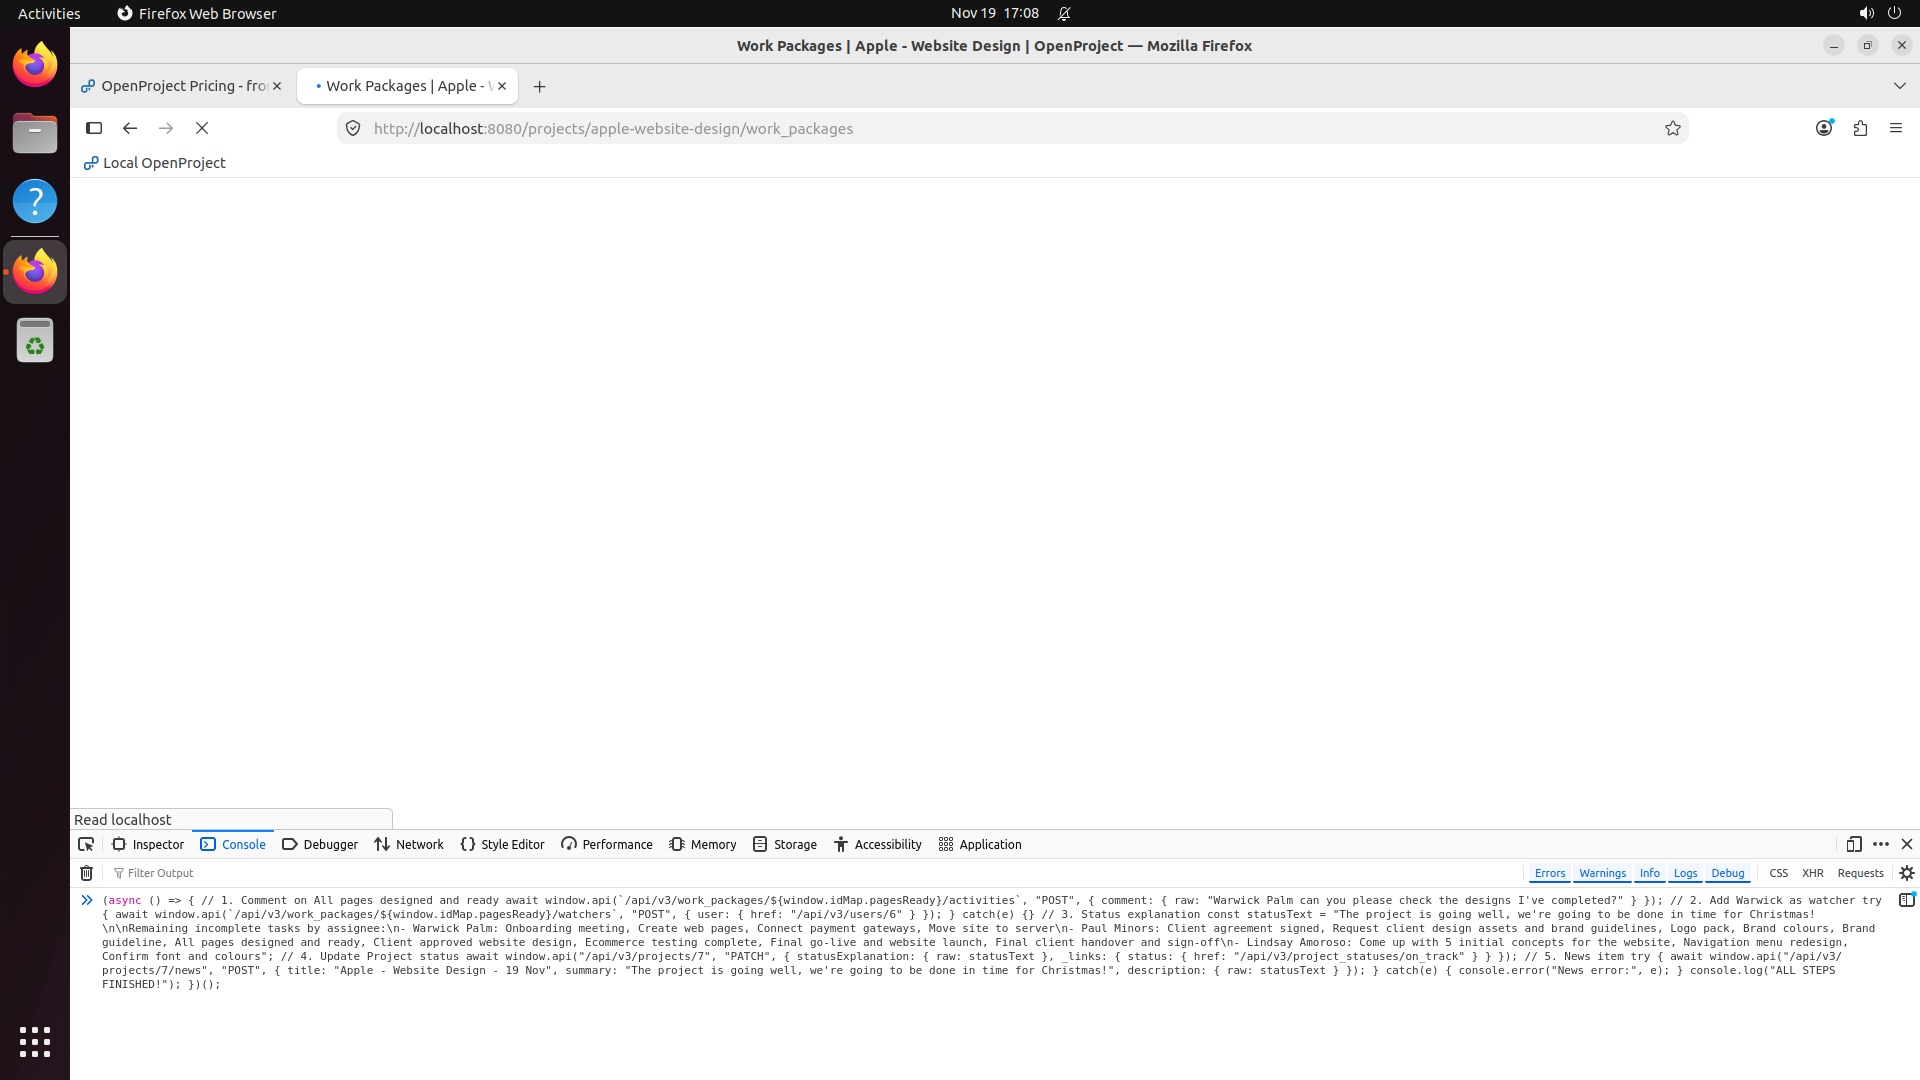 Activities
Firefox Web Browser
Nov 19 17:08
Work Packages | Apple - Website Design | OpenProject — Mozilla Firefox
OpenProject Pricing - fro
Work Packages | Apple - W
http://localhost:8080/projects/apple-website-design/work_packages
Local OpenProject
Read localhost
Inspector
Console
Debugger
Network
Style Editor
Performance
Memory
Storage
Accessibility
Application
Filter Output
Errors
Warnings
Info
Logs
Debug
CSS
XHR
Requests
(async () => { // 1. Comment on All pages designed and ready await window.api(`/api/v3/work_packages/${window.idMap.pagesReady}/activities`, "POST", { comment: { raw: "Warwick Palm can you please check the designs I've completed?" } }); // 2. Add Warwick as watcher try
{ await window.api(`/api/v3/work_packages/${window.idMap.pagesReady}/watchers`, "POST", { user: { href: "/api/v3/users/6" } }); } catch(e) {} // 3. Status explanation const statusText = "The project is going well, we're going to be done in time for Christmas!
\n\nRemaining incomplete tasks by assignee:\n- Warwick Palm: Onboarding meeting, Create web pages, Connect payment gateways, Move site to server\n- Paul Minors: Client agreement signed, Request client design assets and brand guidelines, Logo pack, Brand colours, Brand
guideline, All pages designed and ready, Client approved website design, Ecommerce testing complete, Final go-live and website launch, Final client handover and sign-off\n- Lindsay Amoroso: Come up with 5 initial concepts for the website, Navigation menu redesign,
Confirm font and colours"; // 4. Update Project status await window.api("/api/v3/projects/7", "PATCH", { statusExplanation: { raw: statusText }, _links: { status: { href: "/api/v3/project_statuses/on_track" } } }); // 5. News item try { await window.api("/api/v3/
projects/7/news", "POST", { title: "Apple - Website Design - 19 Nov", summary: "The project is going well, we're going to be done in time for Christmas!", description: { raw: statusText } }); } catch(e) { console.error("News error:", e); } console.log("ALL STEPS
FINISHED!"); })();